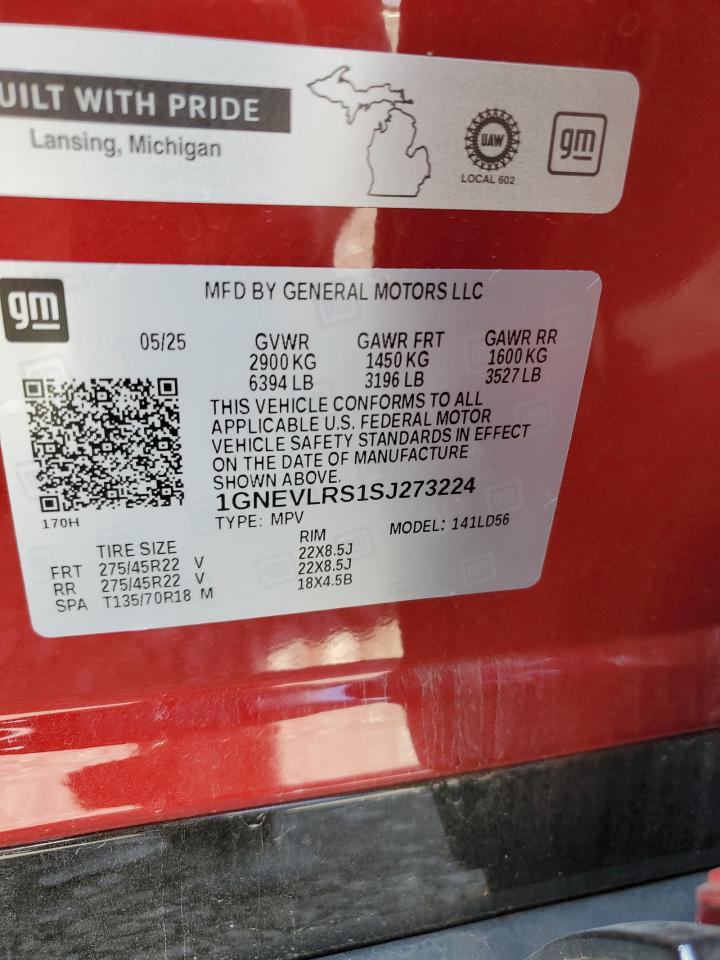 UILT WITH PRIDE
Lansing, Michigan
UAW
LOCAL 602
gm
gm
MFD BY GENERAL MOTORS LLC
05/25 GVWR GAWR FRT GAWR RR
2900 KG 1450 KG 1600 KG
6394 LB 3196 LB 3527 LB
THIS VEHICLE CONFORMS TO ALL
APPLICABLE U.S. FEDERAL MOTOR
VEHICLE SAFETY STANDARDS IN EFFECT
ON THE DATE OF MANUFACTURE
SHOWN ABOVE.
1GNEVLRS1SJ273224
170H
TYPE: MPV MODEL: 141LD56
TIRE SIZE RIM
FRT 275/45R22 V 22X8.5J
RR 275/45R22 V 22X8.5J
SPA T135/70R18 M 18X4.5B